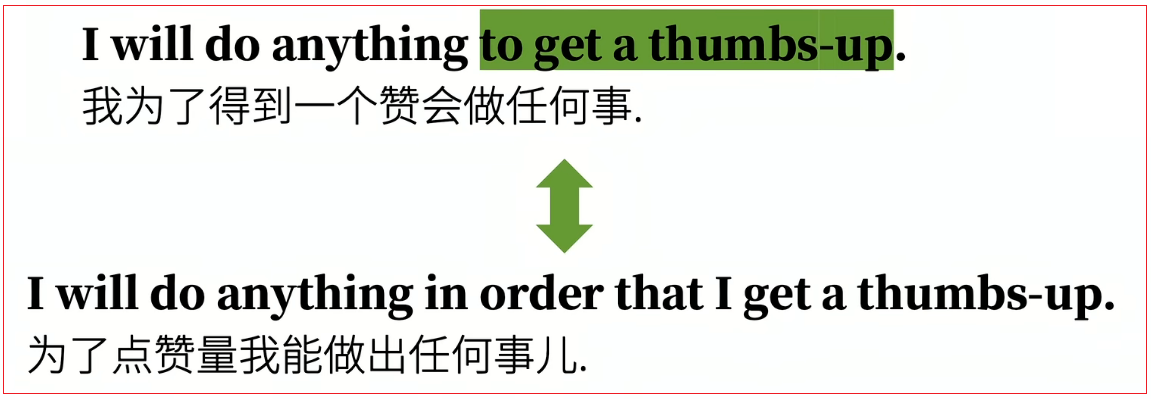 I will do anything to get a thumbs-up.
我为了得到一个赞会做任何事.
I will do anything in order that I get a thumbs-up.
为了点赞量我能做出任何事儿.